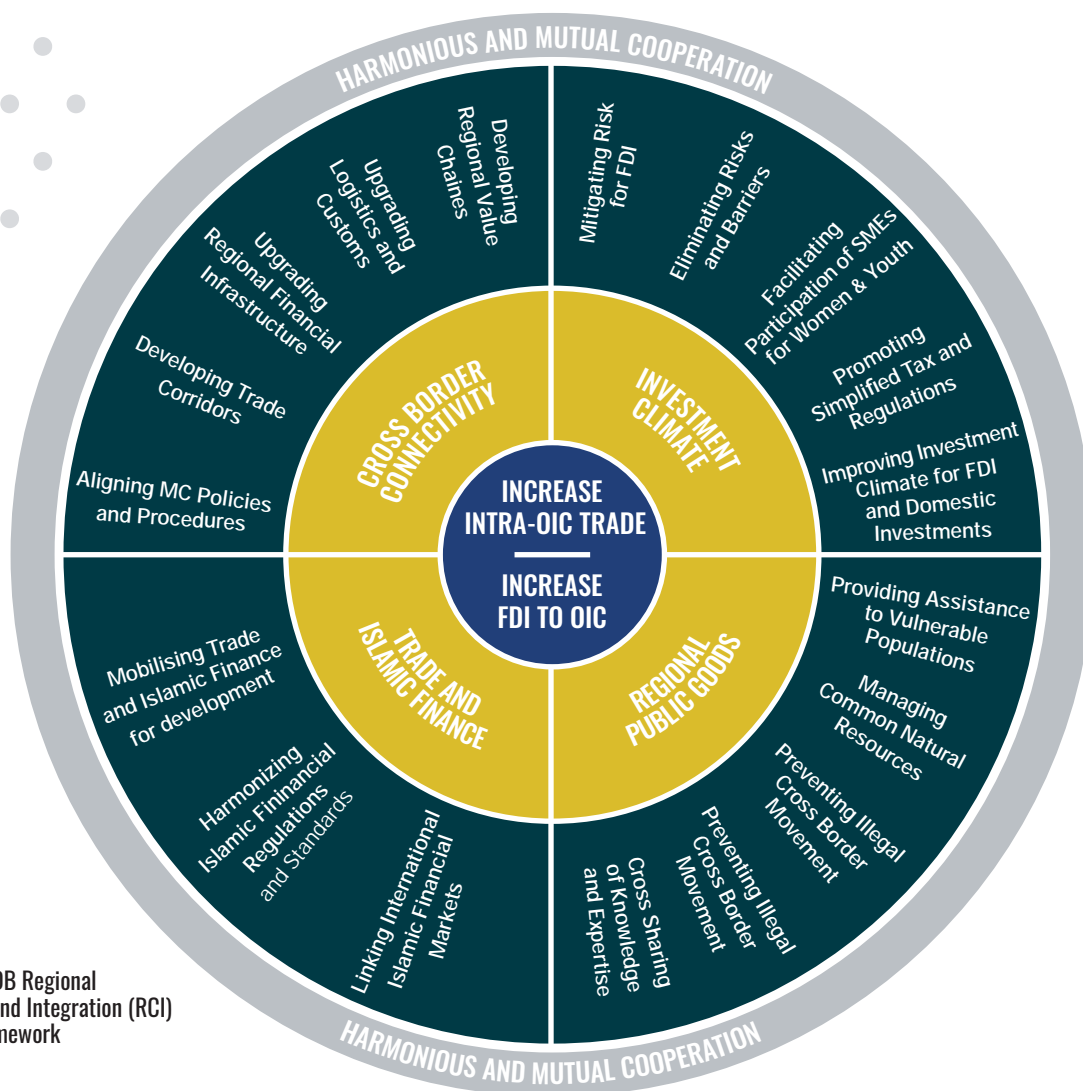 HARMONIOUS AND MUTUAL COOPERATION
Developing
Regional Value
Chaines
Upgrading
Logistics and
Customs
Upgrading
Regional Financial
Infrastructure
Developing Trade
Corridors
Aligning MC Policies
and Procedures
Mitigating Risk
for FDI
Eliminating Risks
and Barriers
Facilitating
Participation of SMEs
for Women & Youth
Promoting
Simplified Tax and
Regulations
Improving Investment
Climate for FDI
and Domestic
Investments
CROSS BORDER
CONNECTIVITY
INVESTMENT
CLIMATE
INCREASE
INTRA-OIC TRADE
INCREASE
FDI TO OIC
TRADE AND
ISLAMIC FINANCE
REGIONAL
PUBLIC GOODS
Mobilising Trade
and Islamic Finance
for development
Harmonizing
Islamic Fininancial
Regulations
and Standards
Linking International
Islamic Financial
Markets
Providing Assistance
to Vulnerable
Populations
Managing
Common Natural
Resources
Preventing Illegal
Cross Border
Movement
Preventing Illegal
Cross Border
Movement
Cross Sharing
of Knowledge
and Expertise
DB Regional
nd Integration (RCI)
mework
HARMONIOUS AND MUTUAL COOPERATION